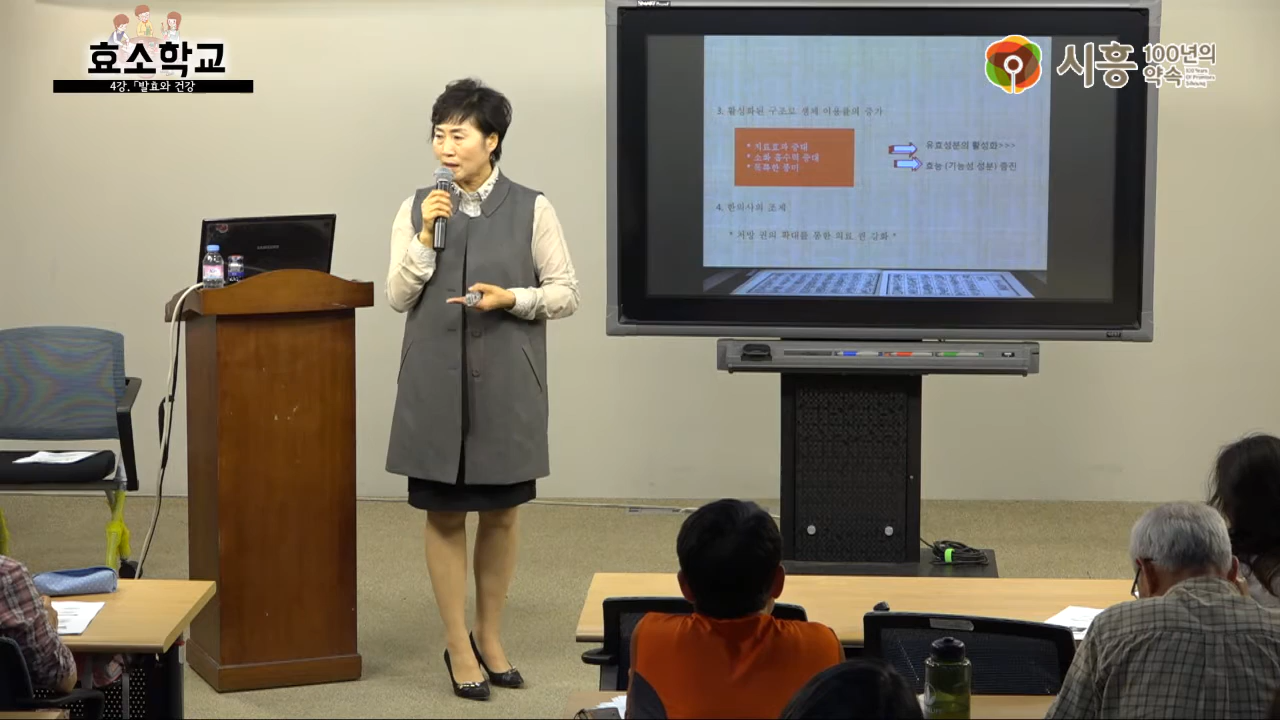 효소학교
4강. 「발효와 건강
시흥
100년의
약속
3. 활성화된 구조로 생체 이용률의 증가
* 치료효과 증대
* 소화 흡수의 증대
* 독특한 풍미
유효성분의 활성화>>>
효능 (기능성 성분) 증진
4. 한의사의 조제
* 처방 권의 확대를 통한 의료 권 강화 *
SAMSUNG